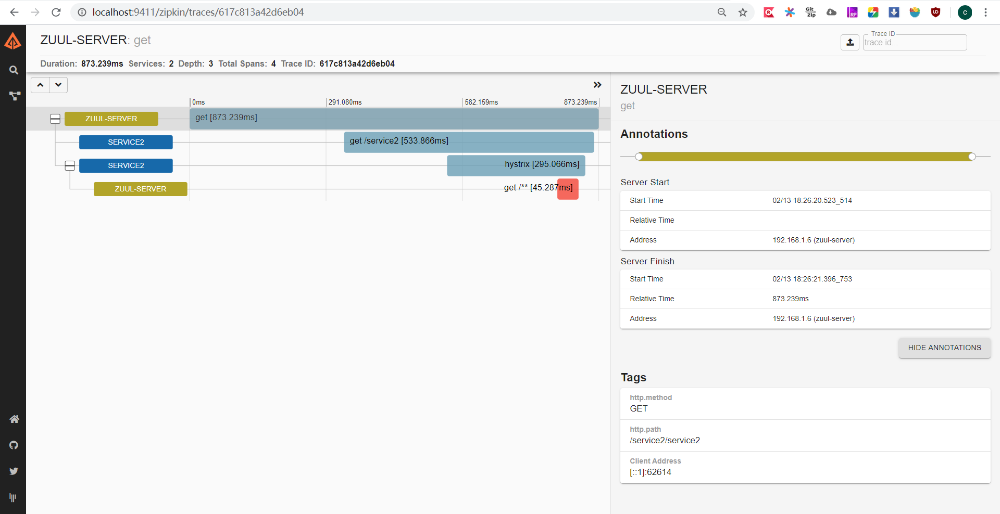 localhost:9411/zipkin/traces/617c813a42d6eb04
Git
Zip
RP
C
ZUUL-SERVER: get
Trace ID
trace id...
Duration: 873.239ms Services: 2 Depth: 3 Total Spans: 4 Trace ID: 617c813a42d6eb04
0ms 291.080ms 582.159ms 873.239ms
ZUUL-SERVER get [873.239ms]
SERVICE2 get /service2 [533.866ms]
SERVICE2 hystrix [295.066ms]
ZUUL-SERVER get /** [45.287ms]
ZUUL-SERVER
get
Annotations
Server Start
Start Time 02/13 18:26:20.523_514
Relative Time
Address 192.168.1.6 (zuul-server)
Server Finish
Start Time 02/13 18:26:21.396_753
Relative Time 873.239ms
Address 192.168.1.6 (zuul-server)
HIDE ANNOTATIONS
Tags
http.method
GET
http.path
/service2/service2
Client Address
[::1]:62614